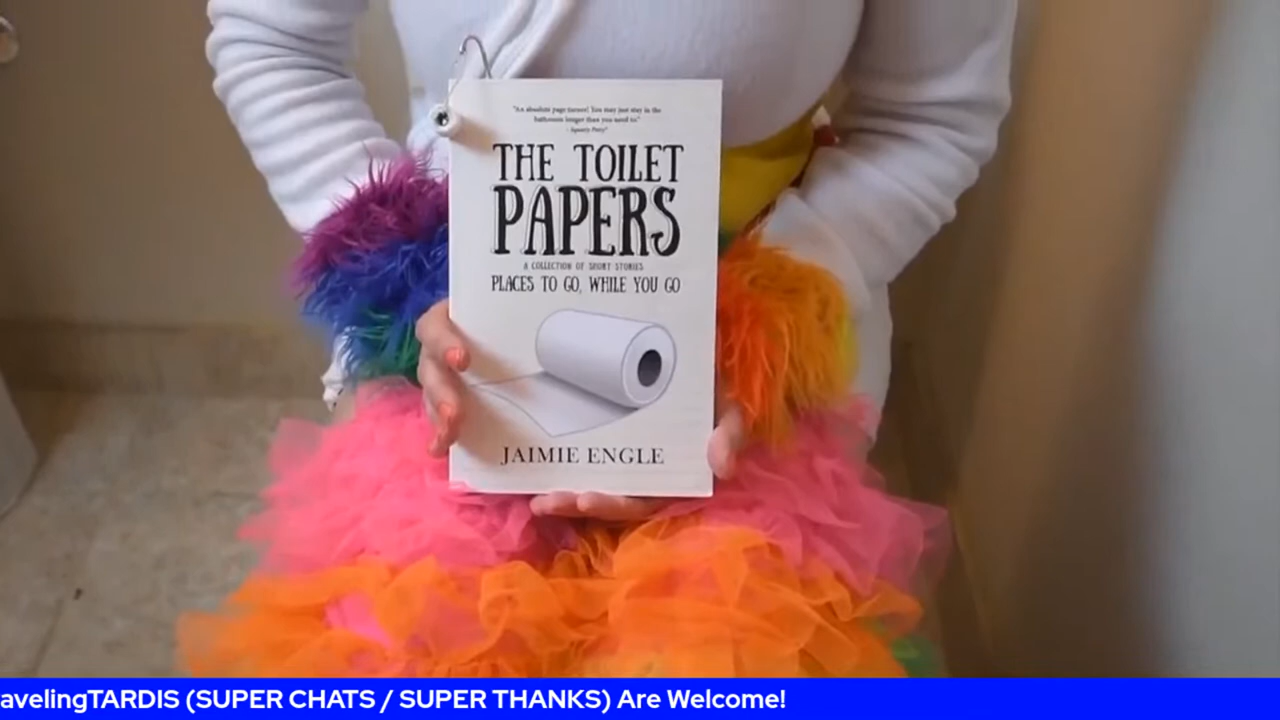 "An absolute page turner! You may just stay in the
bathroom longer than you need to."
- Squatty Potty®
THE TOILET
PAPERS
A COLLECTION OF SHORT STORIES
PLACES TO GO, WHILE YOU GO
JAIMIE ENGLE
avelingTARDIS (SUPER CHATS / SUPER THANKS) Are Welcome!